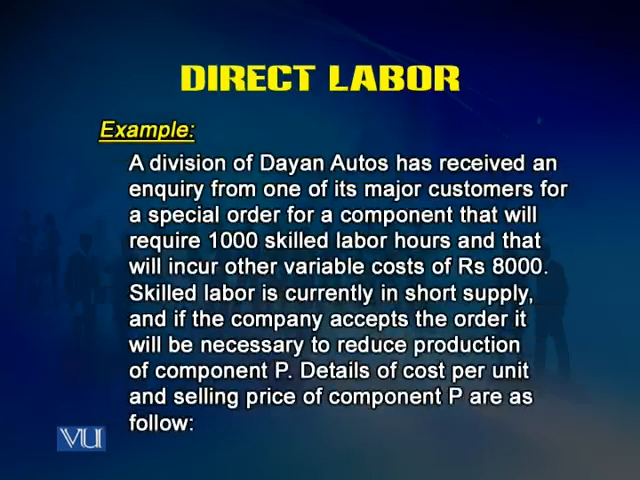 DIRECT LABOR
Example:
A division of Dayan Autos has received an
enquiry from one of its major customers for
a special order for a component that will
require 1000 skilled labor hours and that
will incur other variable costs of Rs 8000.
Skilled labor is currently in short supply,
and if the company accepts the order it
will be necessary to reduce production
of component P. Details of cost per unit
and selling price of component P are as
follow:
VU